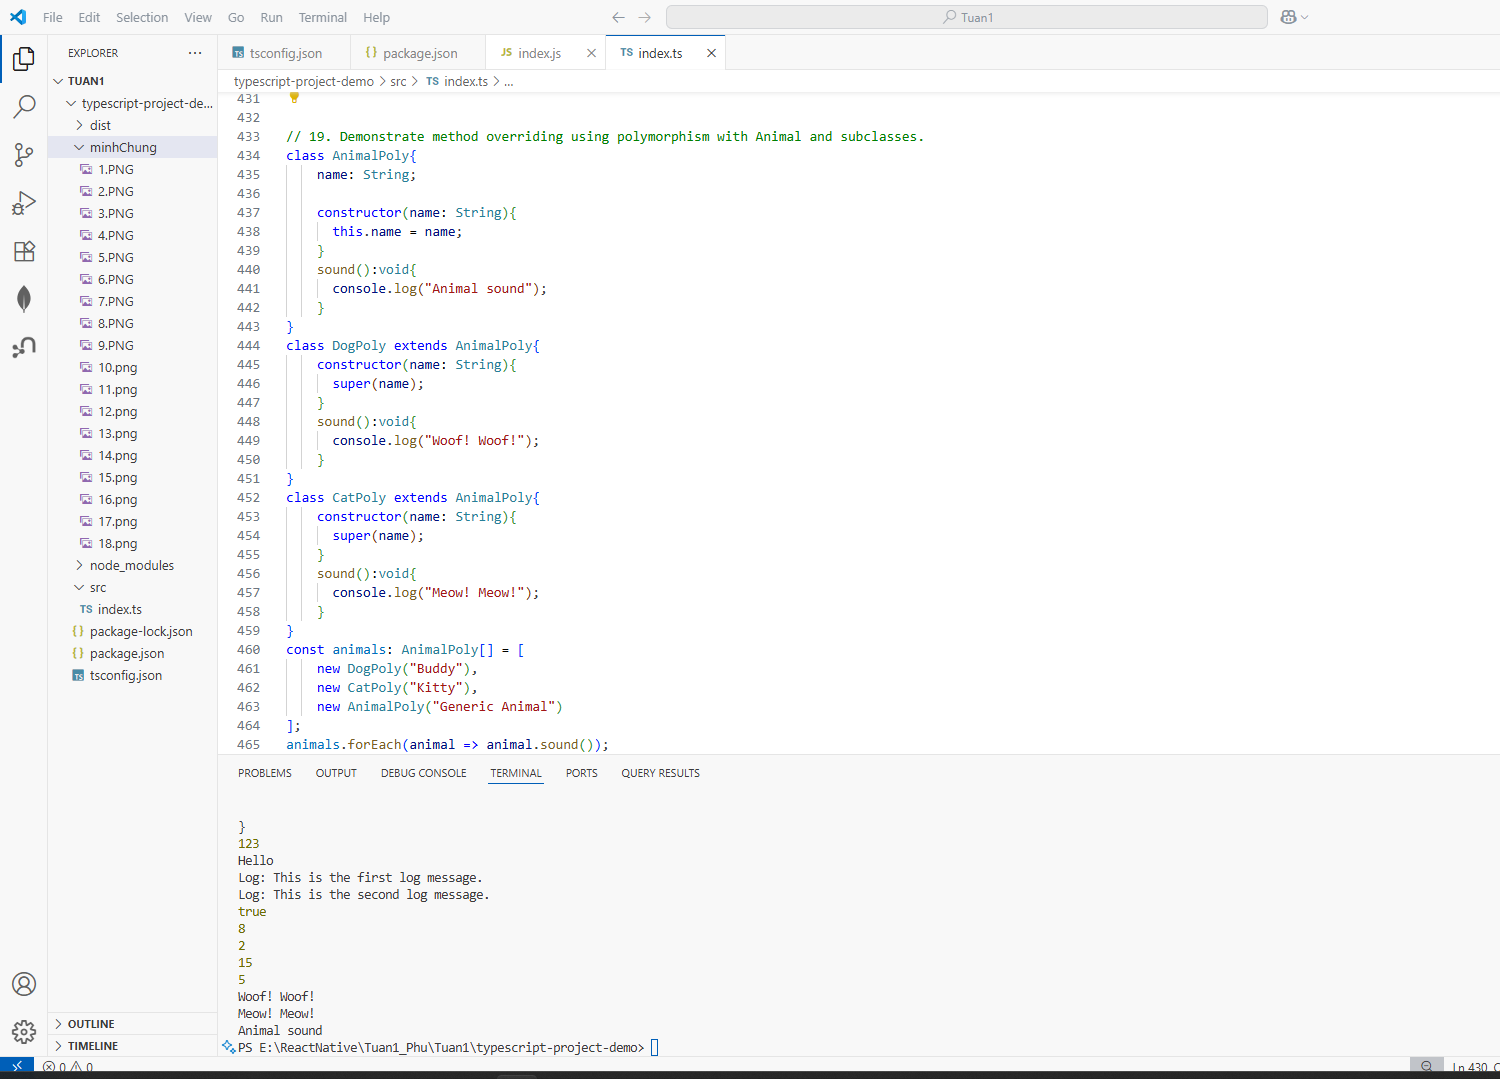 File Edit Selection View Go Run Terminal Help
Tuan1
EXPLORER
TUAN1
typescript-project-de...
dist
minhChung
1.PNG
2.PNG
3.PNG
4.PNG
5.PNG
6.PNG
7.PNG
8.PNG
9.PNG
10.png
11.png
12.png
13.png
14.png
15.png
16.png
17.png
18.png
node_modules
src
TS index.ts
{} package-lock.json
{} package.json
TS tsconfig.json
OUTLINE
TIMELINE
TS tsconfig.json {} package.json JS index.js TS index.ts
typescript-project-demo > src > TS index.ts > ...
431
432
433 // 19. Demonstrate method overriding using polymorphism with Animal and subclasses.
434 class AnimalPoly{
435 name: String;
436
437 constructor(name: String){
438 this.name = name;
439 }
440 sound():void{
441 console.log("Animal sound");
442 }
443 }
444 class DogPoly extends AnimalPoly{
445 constructor(name: String){
446 super(name);
447 }
448 sound():void{
449 console.log("Woof! Woof!");
450 }
451 }
452 class CatPoly extends AnimalPoly{
453 constructor(name: String){
454 super(name);
455 }
456 sound():void{
457 console.log("Meow! Meow!");
458 }
459 }
460 const animals: AnimalPoly[] = [
461 new DogPoly("Buddy"),
462 new CatPoly("Kitty"),
463 new AnimalPoly("Generic Animal")
464 ];
465 animals.forEach(animal => animal.sound());
PROBLEMS OUTPUT DEBUG CONSOLE TERMINAL PORTS QUERY RESULTS
}
123
Hello
Log: This is the first log message.
Log: This is the second log message.
true
8
2
15
5
Woof! Woof!
Meow! Meow!
Animal sound
PS E:\ReactNative\Tuan1_Phu\Tuan1\typescript-project-demo>
0 0
Ln 430